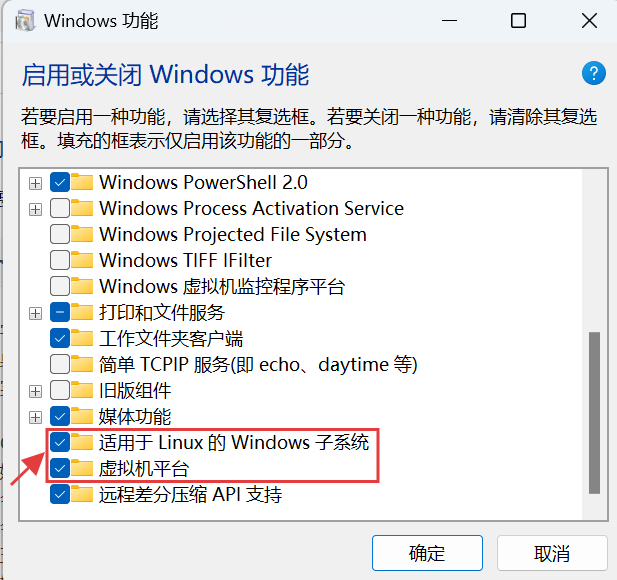 Windows 功能
启用或关闭 Windows 功能
?
若要启用一种功能，请选择其复选框。若要关闭一种功能，请清除其复选
框。填充的框表示仅启用该功能的一部分。
Windows PowerShell 2.0
Windows Process Activation Service
Windows Projected File System
Windows TIFF IFilter
Windows 虚拟机监控程序平台
打印和文件服务
工作文件夹客户端
简单 TCPIP 服务(即 echo、daytime 等)
旧版组件
媒体功能
适用于 Linux 的 Windows 子系统
虚拟机平台
远程差分压缩 API 支持
确定
取消